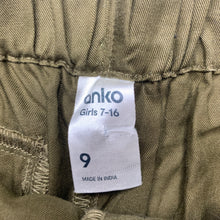 anko
Girls 7-16
9
MADE IN INDIA